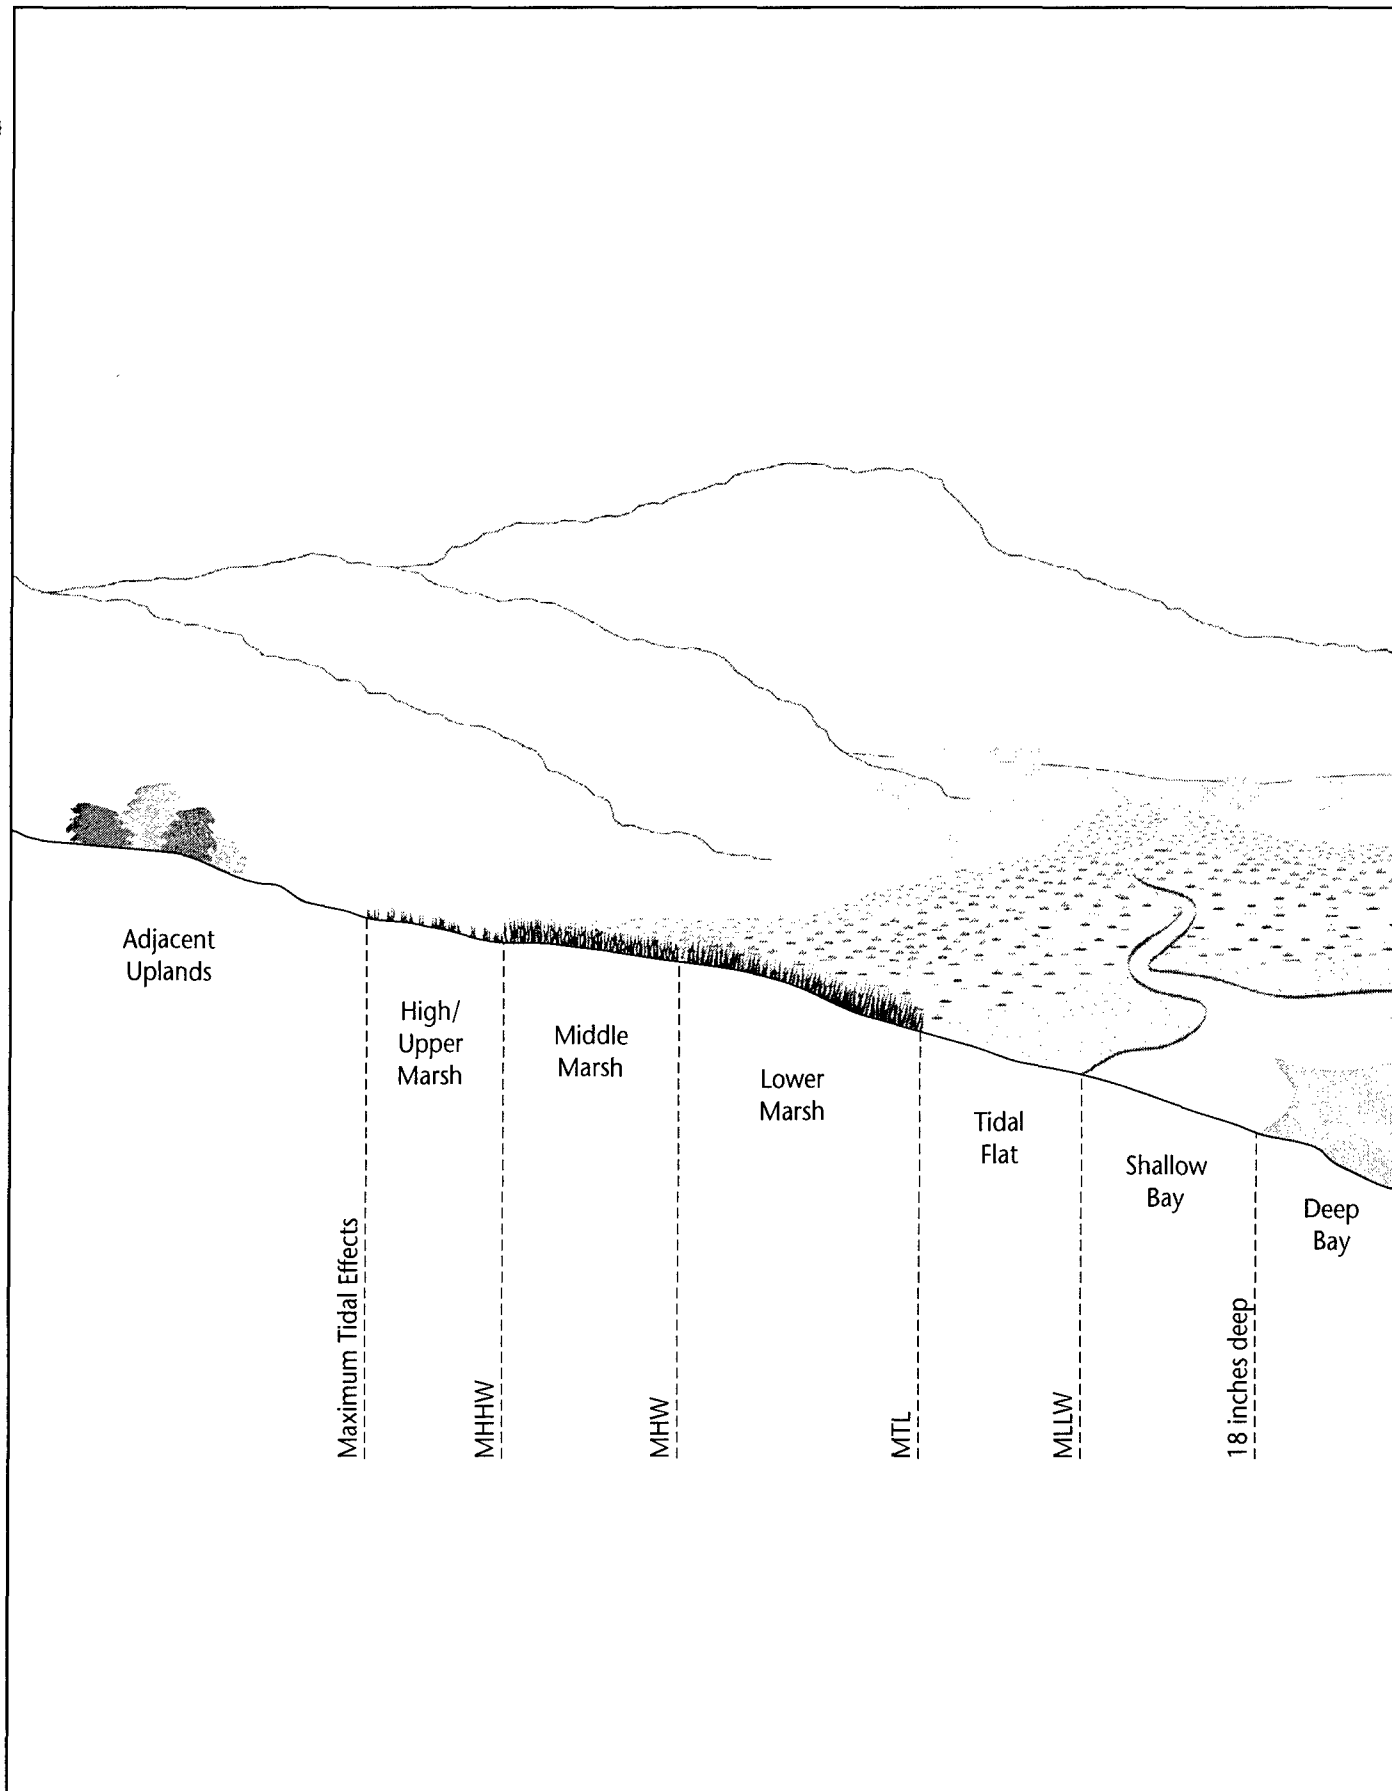 Adjacent
Uplands
High/
Upper
Marsh
Middle
Marsh
Lower
Marsh
Tidal
Flat
Shallow
Bay
Deep
Bay
Maximum Tidal Effects
MHHW
MHW
MTL
MLLW
18 inches deep